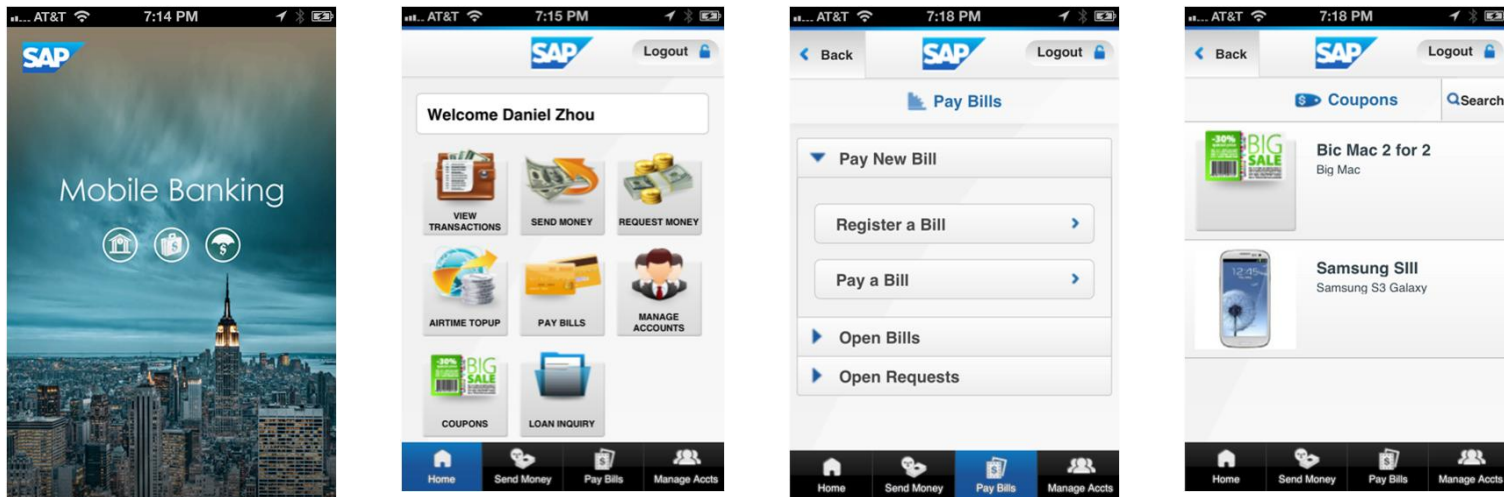 AT&T 7:14 PM
SAP
Mobile Banking
AT&T 7:15 PM
SAP Logout
Welcome Daniel Zhou
VIEW TRANSACTIONS
SEND MONEY
REQUEST MONEY
AIRTIME TOPUP
PAY BILLS
MANAGE ACCOUNTS
-30% BIG SALE
COUPONS
LOAN INQUIRY
Home Send Money Pay Bills Manage Accts
AT&T 7:18 PM
Back SAP Logout
Pay Bills
Pay New Bill
Register a Bill
Pay a Bill
Open Bills
Open Requests
Home Send Money Pay Bills Manage Accts
AT&T 7:18 PM
Back SAP Logout
Coupons Search
-30% BIG SALE
Bic Mac 2 for 2
Big Mac
12:45
Samsung SIII
Samsung S3 Galaxy
Home Send Money Pay Bills Manage Accts